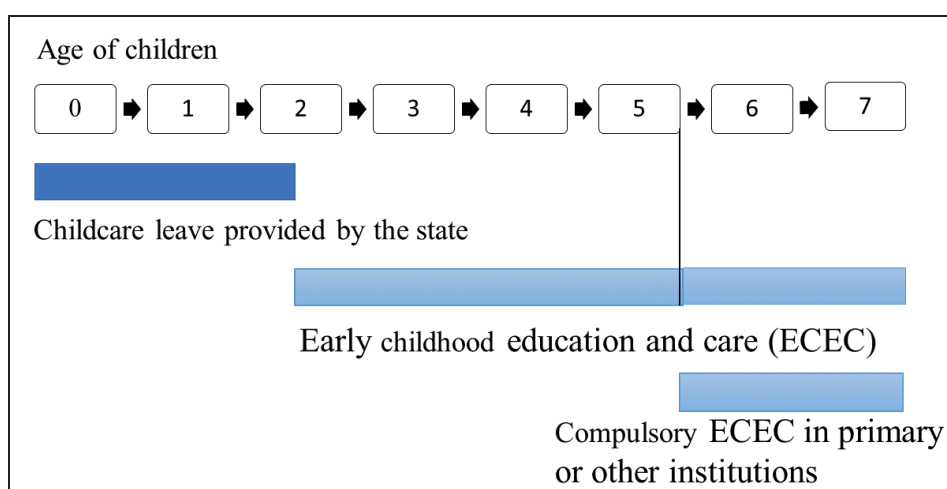 Age of children
0 1 2 3 4 5 6 7
Childcare leave provided by the state
Early childhood education and care (ECEC)
Compulsory ECEC in primary
or other institutions